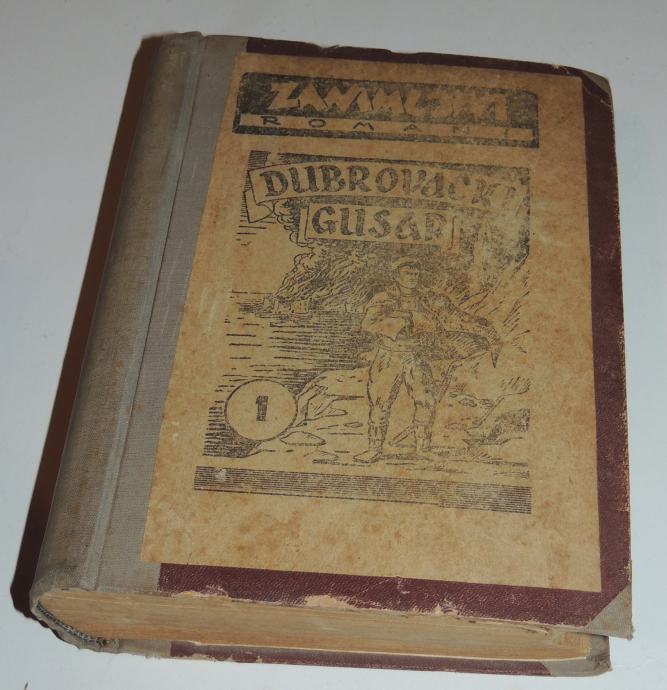 ZANIMLJIVI
ROMANI
DUBROVAČKI
GUSAR
1